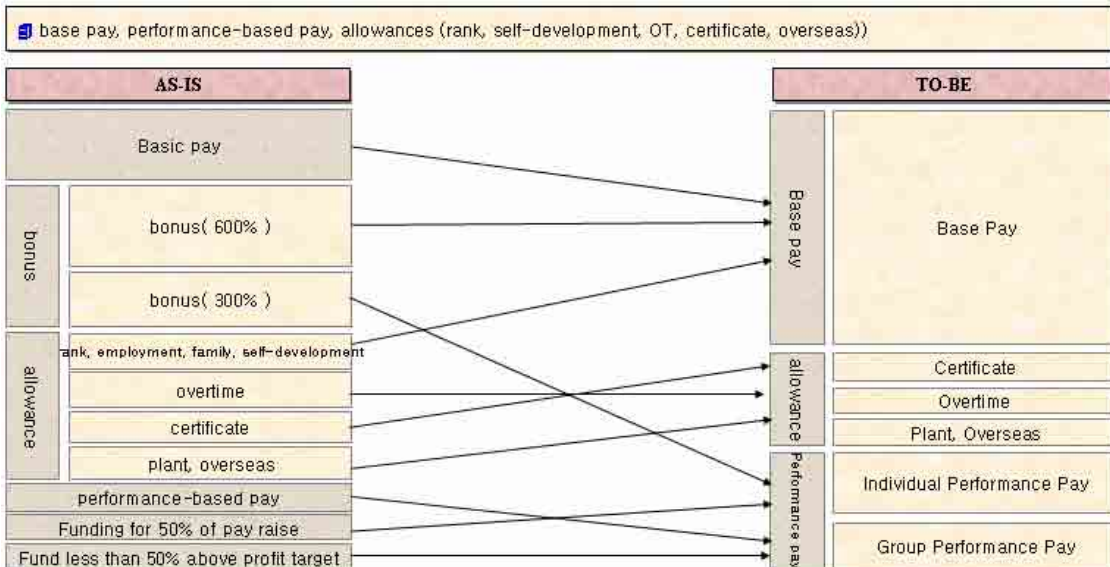 base pay, performance-based pay, allowances (rank, self-development, OT, certificate, overseas))
AS-IS
TO-BE
Basic pay
bonus
bonus( 600% )
bonus( 300% )
allowance
ank, employment, family, self-development
overtime
certificate
plant, overseas
performance-based pay
Funding for 50% of pay raise
Fund less than 50% above profit target
Base pay
Base Pay
allowance
Certificate
Overtime
Plant, Overseas
Performance pay
Individual Performance Pay
Group Performance Pay